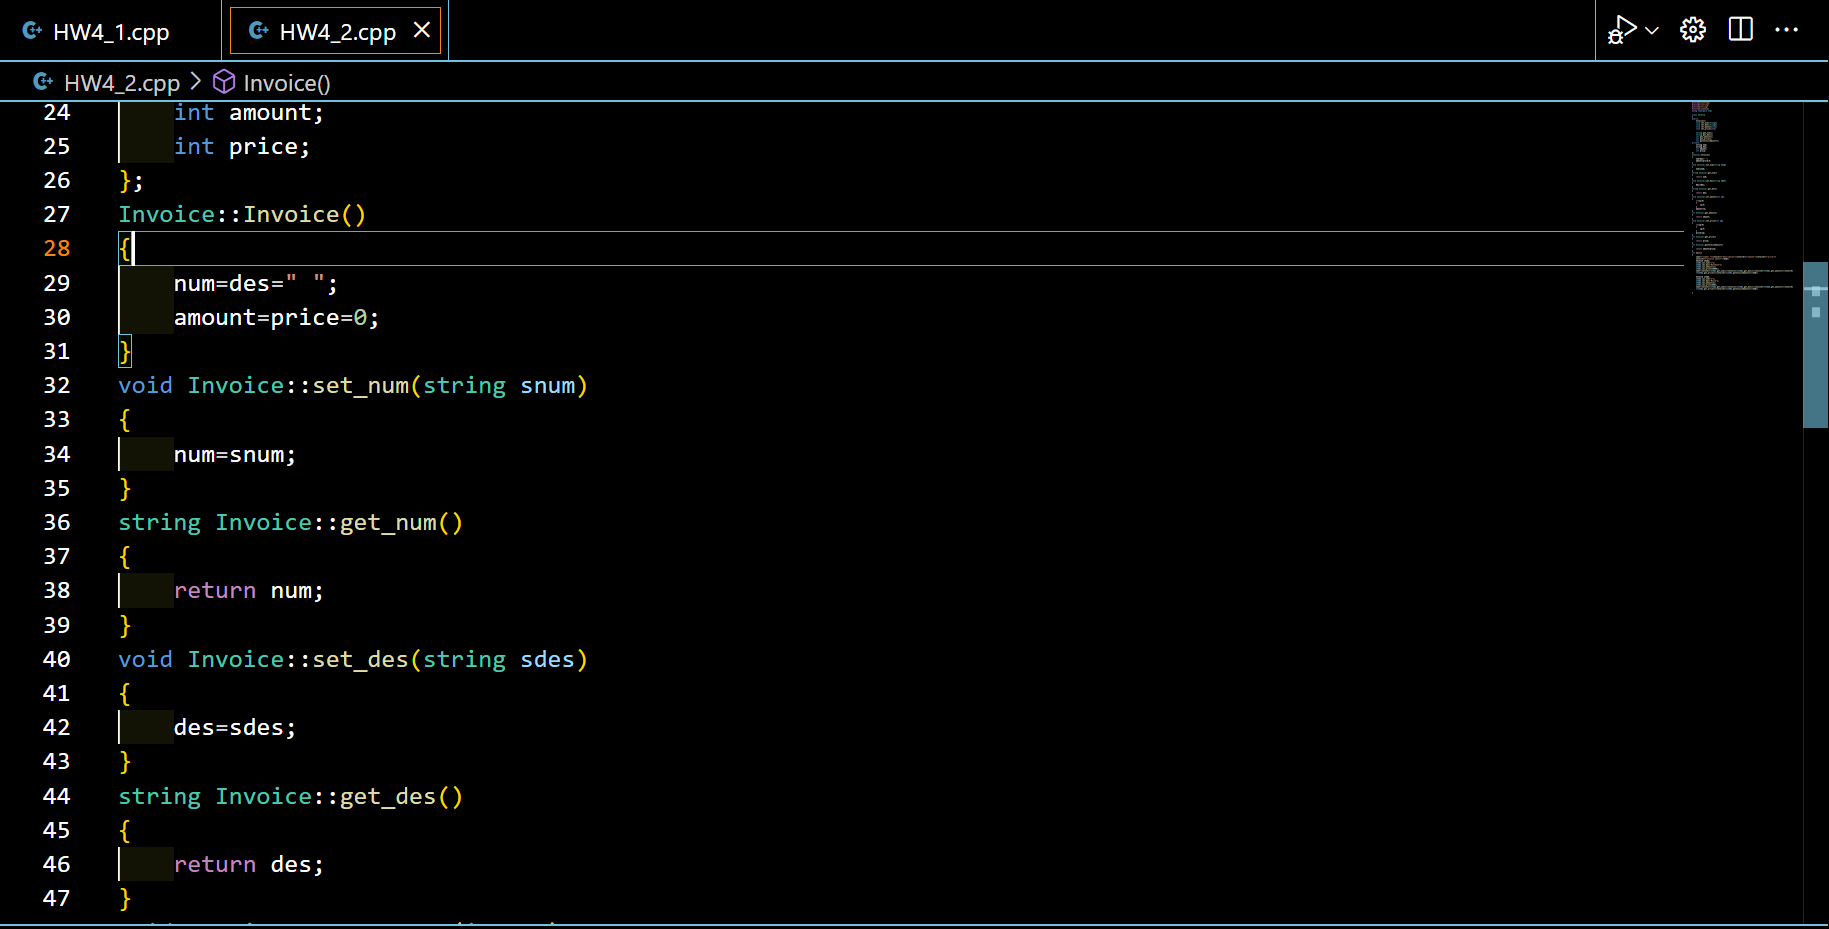 HW4_1.cpp
HW4_2.cpp
HW4_2.cpp > Invoice()
24 int amount;
25 int price;
26 };
27 Invoice::Invoice()
28 {
29 num=des=" ";
30 amount=price=0;
31 }
32 void Invoice::set_num(string snum)
33 {
34 num=snum;
35 }
36 string Invoice::get_num()
37 {
38 return num;
39 }
40 void Invoice::set_des(string sdes)
41 {
42 des=sdes;
43 }
44 string Invoice::get_des()
45 {
46 return des;
47 }